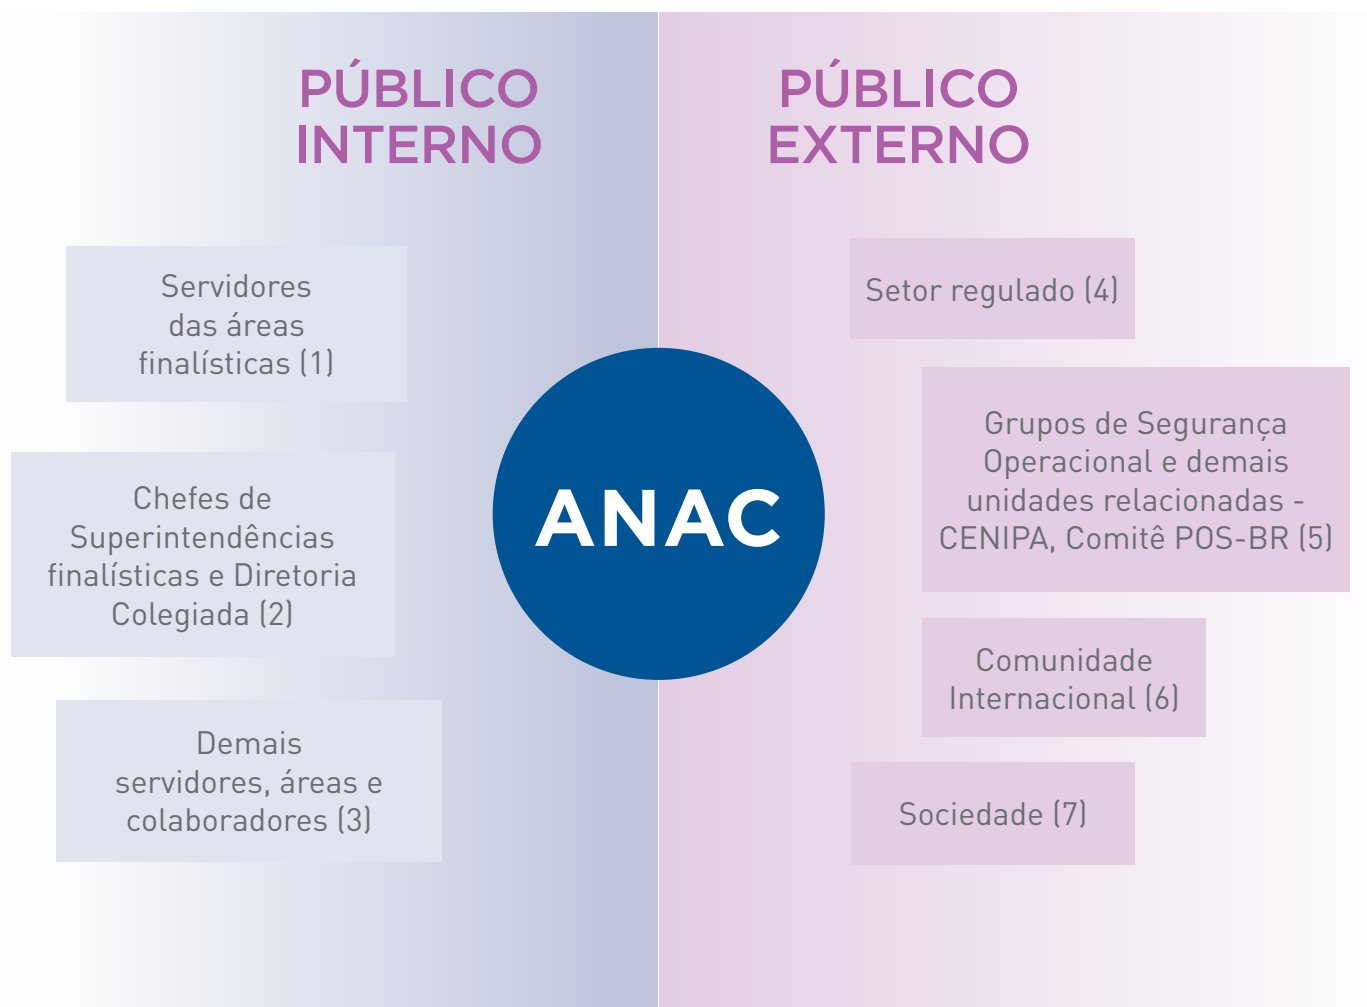 PÚBLICO
INTERNO
Servidores
das áreas
finalísticas (1)
Chefes de
Superintendências
finalísticas e Diretoria
Colegiada (2)
Demais
servidores, áreas e
colaboradores (3)
ANAC
PÚBLICO
EXTERNO
Setor regulado (4)
Grupos de Segurança
Operacional e demais
unidades relacionadas -
CENIPA, Comitê POS-BR (5)
Comunidade
Internacional (6)
Sociedade (7)